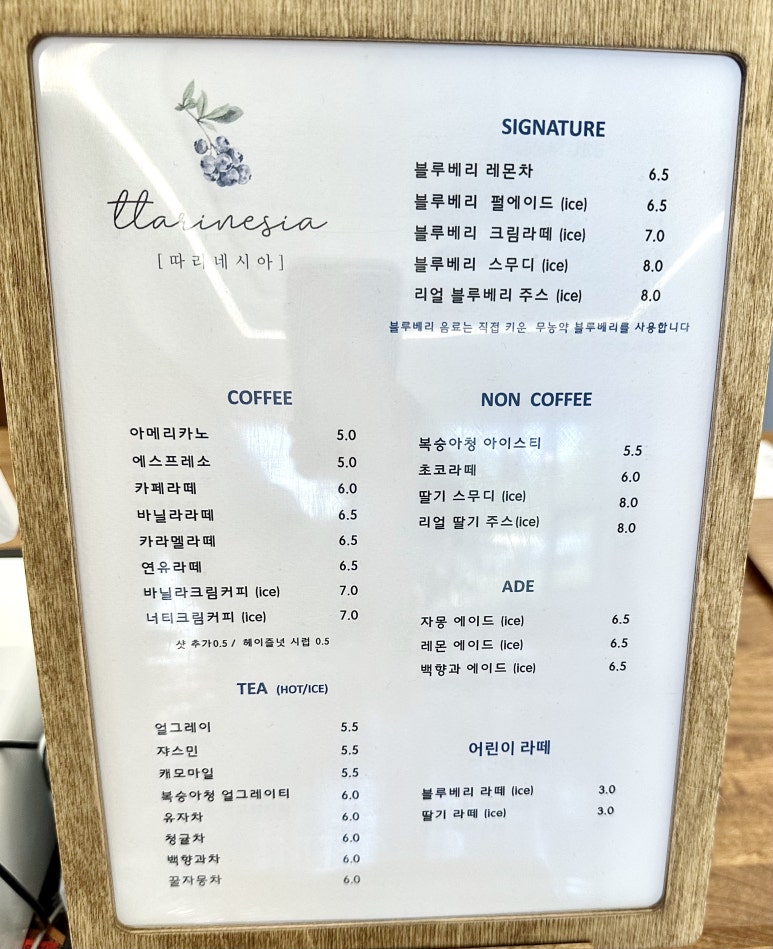 ttarinesia
[따리네시아]
SIGNATURE
블루베리 레몬차 6.5
블루베리 펄에이드 (ice) 6.5
블루베리 크림라떼 (ice) 7.0
블루베리 스무디 (ice) 8.0
리얼 블루베리 주스 (ice) 8.0
블루베리 음료는 직접 키운 무농약 블루베리를 사용합니다
COFFEE
아메리카노 5.0
에스프레소 5.0
카페라떼 6.0
바닐라라떼 6.5
카라멜라떼 6.5
연유라떼 6.5
바닐라크림커피 (ice) 7.0
너티크림커피 (ice) 7.0
샷 추가0.5 / 헤이즐넛 시럽 0.5
TEA (HOT/ICE)
얼그레이 5.5
쟈스민 5.5
캐모마일 5.5
복숭아청 얼그레이티 6.0
유자차 6.0
청귤차 6.0
백향과차 6.0
꿀자몽차 6.0
NON COFFEE
복숭아청 아이스티 5.5
초코라떼 6.0
딸기 스무디 (ice) 8.0
리얼 딸기 주스(ice) 8.0
ADE
자몽 에이드 (ice) 6.5
레몬 에이드 (ice) 6.5
백향과 에이드 (ice) 6.5
어린이 라떼
블루베리 라떼 (ice) 3.0
딸기 라떼 (ice) 3.0